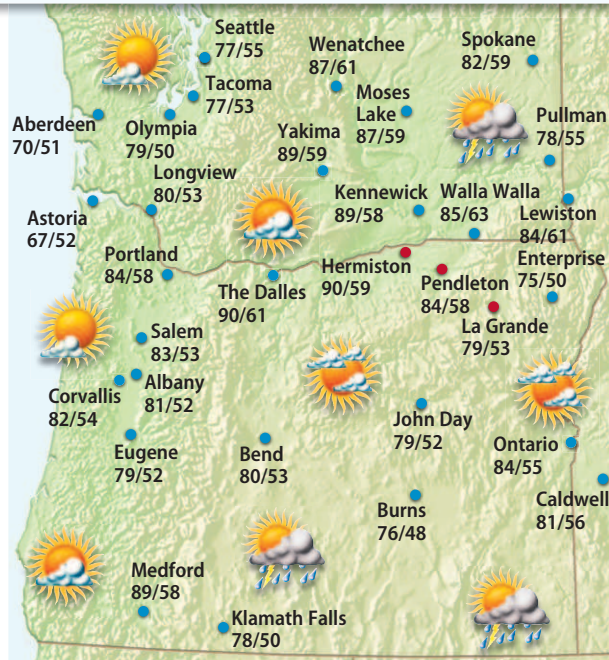 Seattle
77/55
Wenatchee
87/61
Spokane
82/59
Tacoma
77/53
Moses
Lake
87/59
Pullman
78/55
Aberdeen
70/51
Olympia
79/50
Yakima
89/59
Longview
80/53
Kennewick
89/58
Walla Walla
85/63
Lewiston
84/61
Astoria
67/52
Portland
84/58
The Dalles
90/61
Hermiston
90/59
Pendleton
84/58
Enterprise
75/50
La Grande
79/53
Salem
83/53
Corvallis
82/54
Albany
81/52
John Day
79/52
Eugene
79/52
Bend
80/53
Ontario
84/55
Burns
76/48
Caldwell
81/56
Medford
89/58
Klamath Falls
78/50